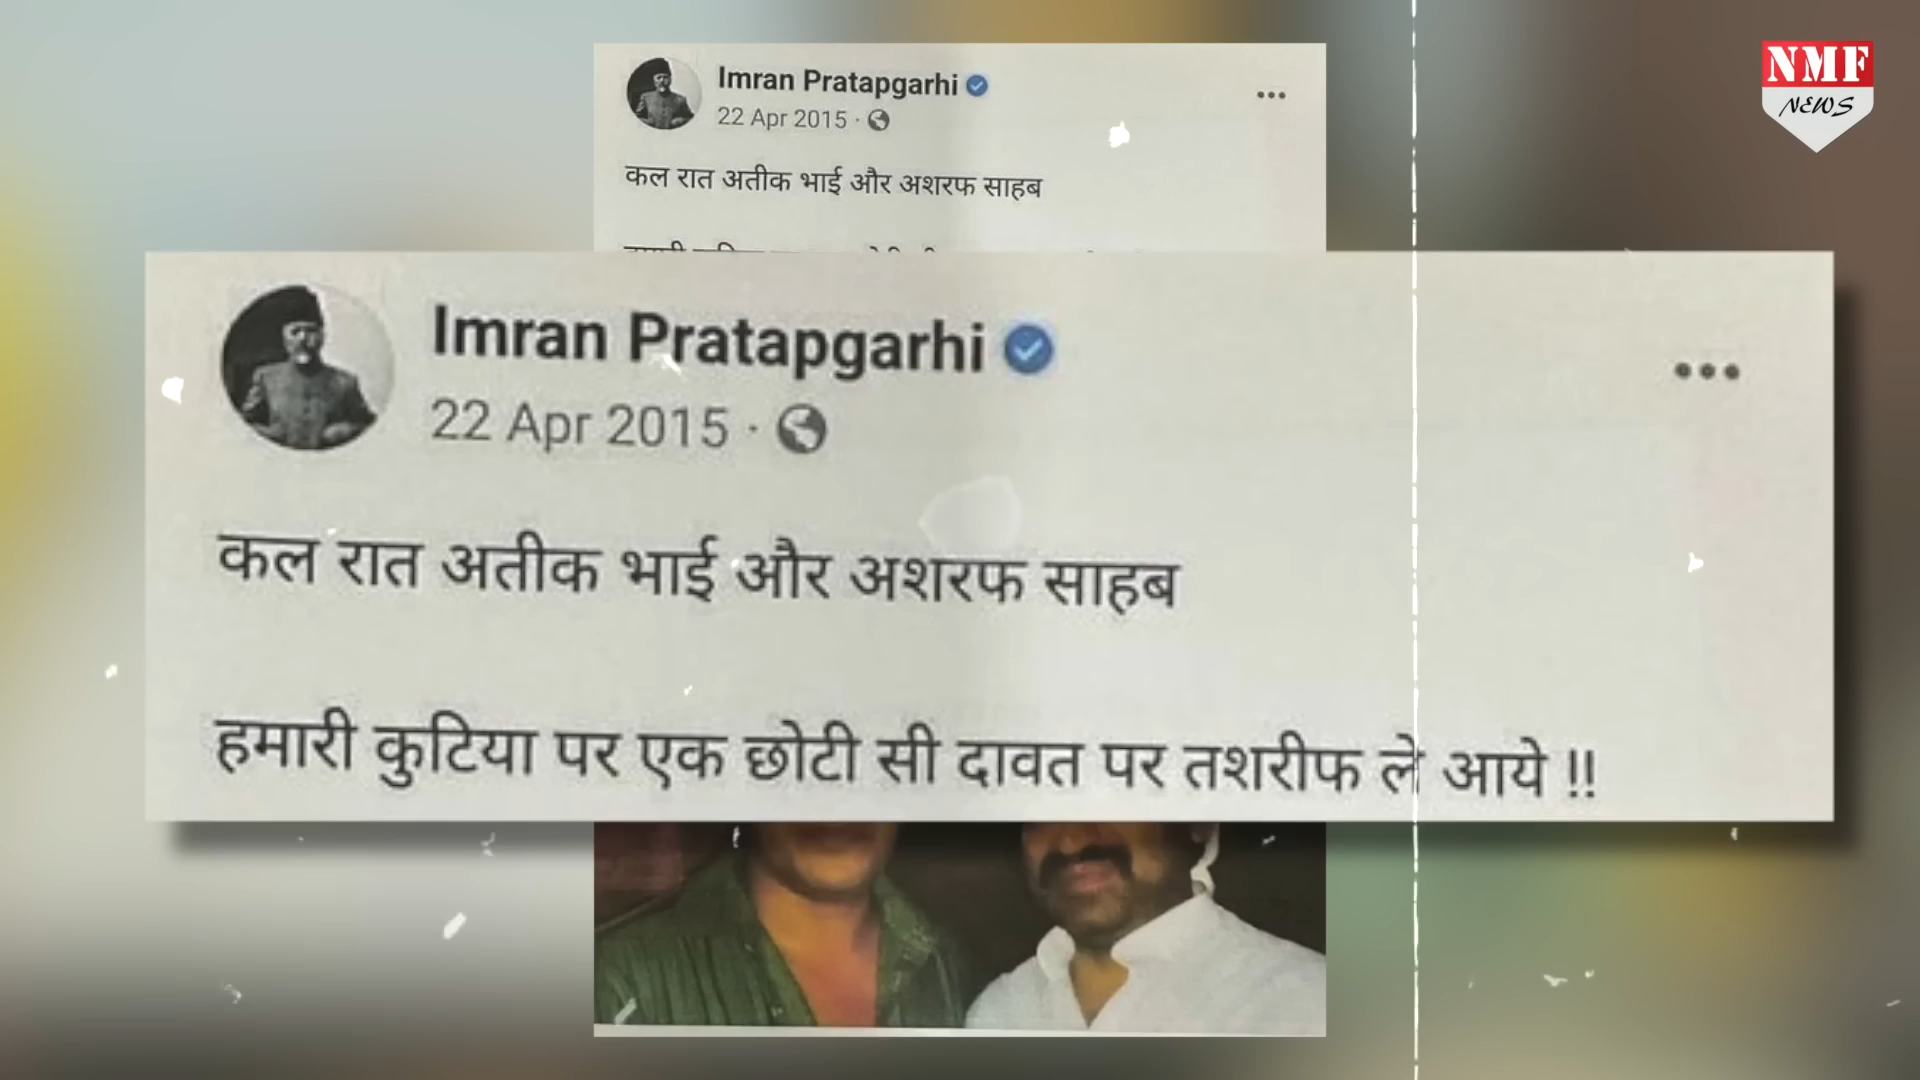 Imran Pratapgarhi
22 Apr 2015 ·
कल रात अतीक भाई और अशरफ साहब
NMF
NEWS
Imran Pratapgarhi
22 Apr 2015 ·
कल रात अतीक भाई और अशरफ साहब
हमारी कुटिया पर एक छोटी सी दावत पर तशरीफ ले आये !!